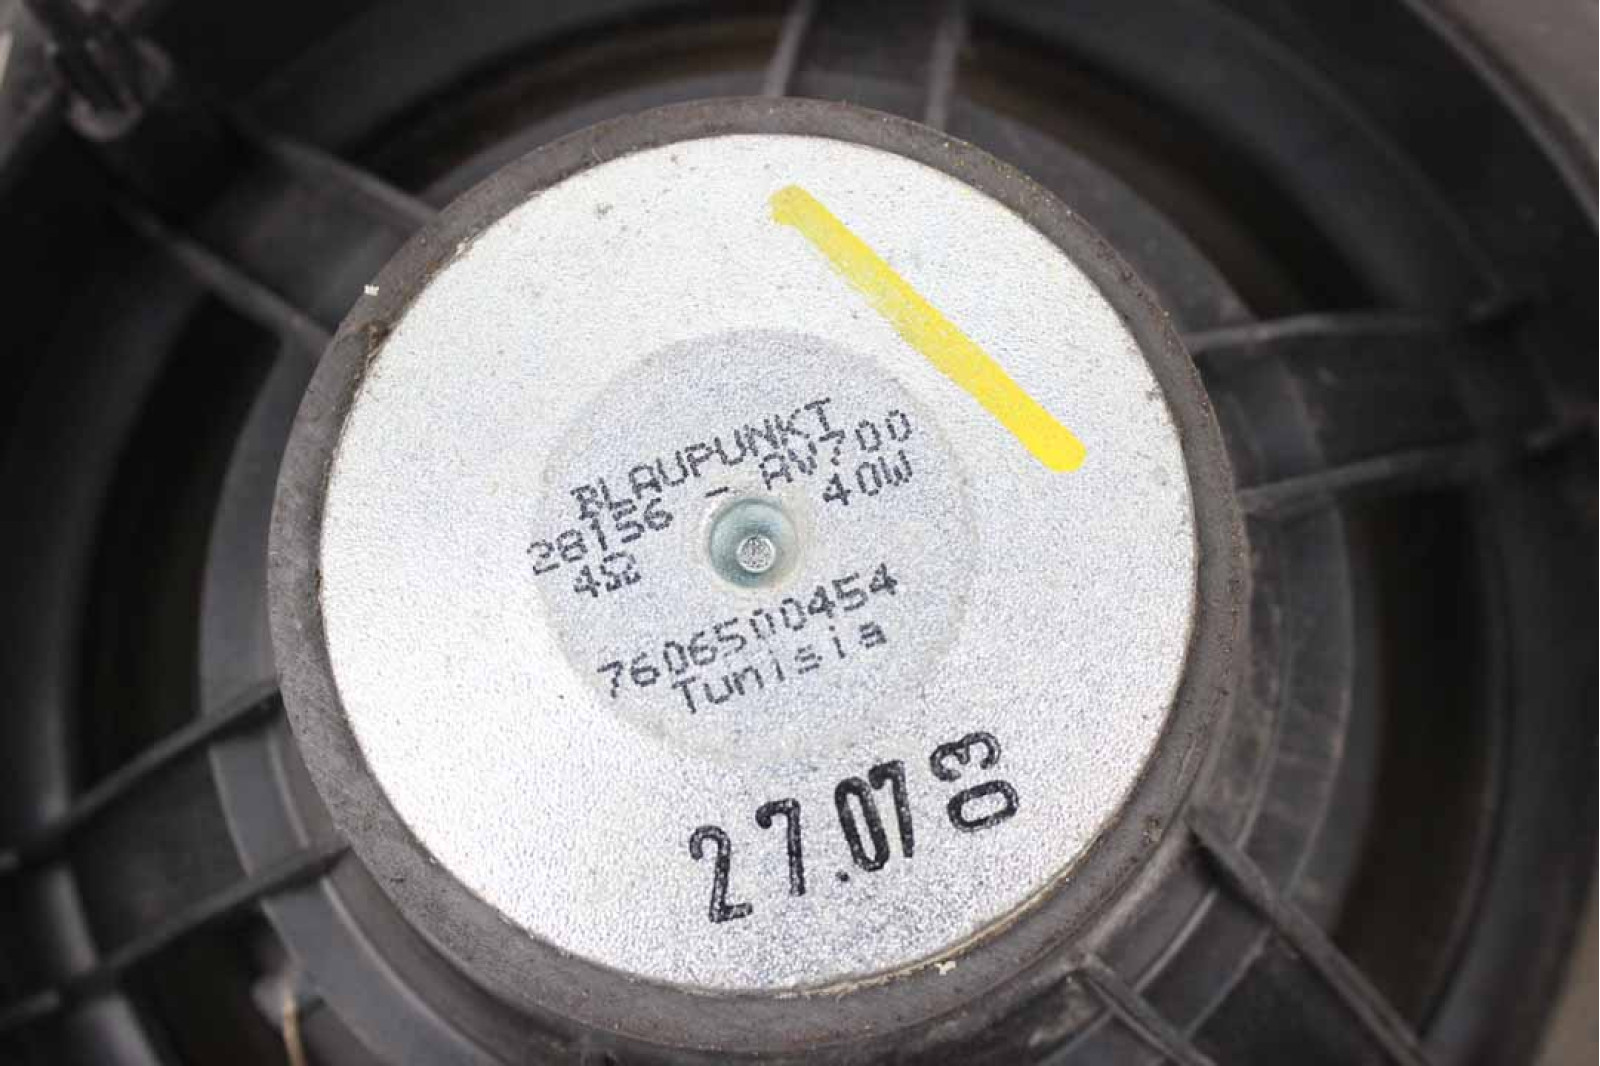 BLAUPUNKT
28156 - AV700
4Ω 40W
7606500454
Tunisia
27.07 03